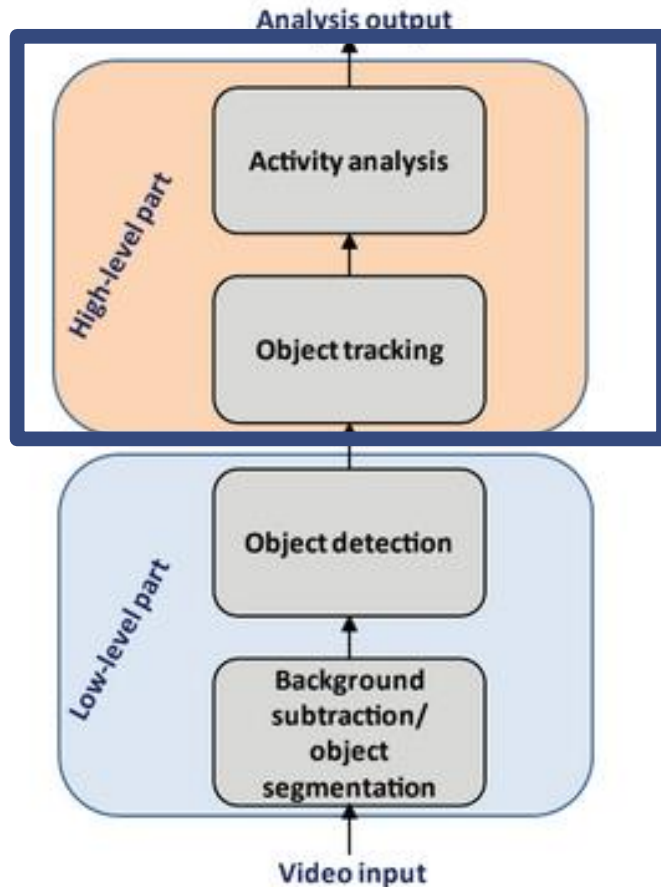 Analysis output
Activity analysis
High-level part
Object tracking
Object detection
Low-level part
Background
subtraction/
object
segmentation
Video input